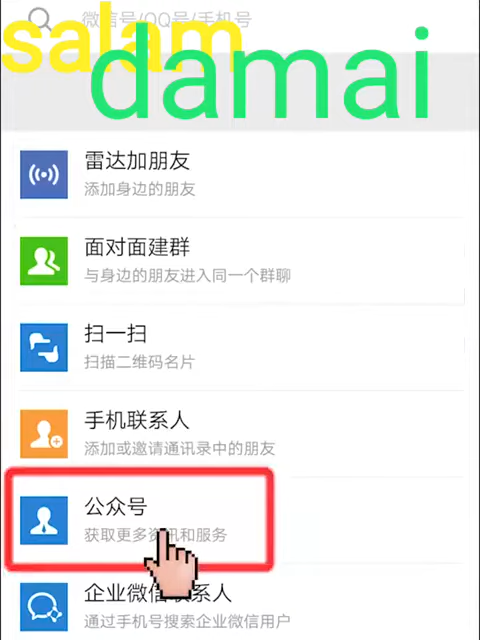 微信号/QQ号/手机号
salam
damai
雷达加朋友
添加身边的朋友
面对面建群
与身边的朋友进入同一个群聊
扫一扫
扫描二维码名片
手机联系人
添加或邀请通讯录中的朋友
公众号
获取更多资讯和服务
企业微信联系人
通过手机号搜索企业微信用户